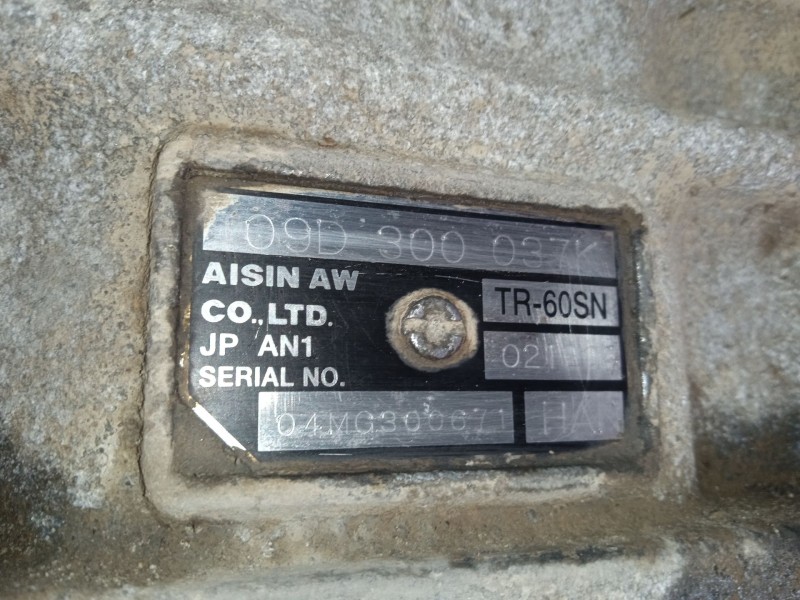 09D 300 037K
AISIN AW
CO.,LTD.
TR-60SN
JP AN1
SERIAL NO.
04MG300671